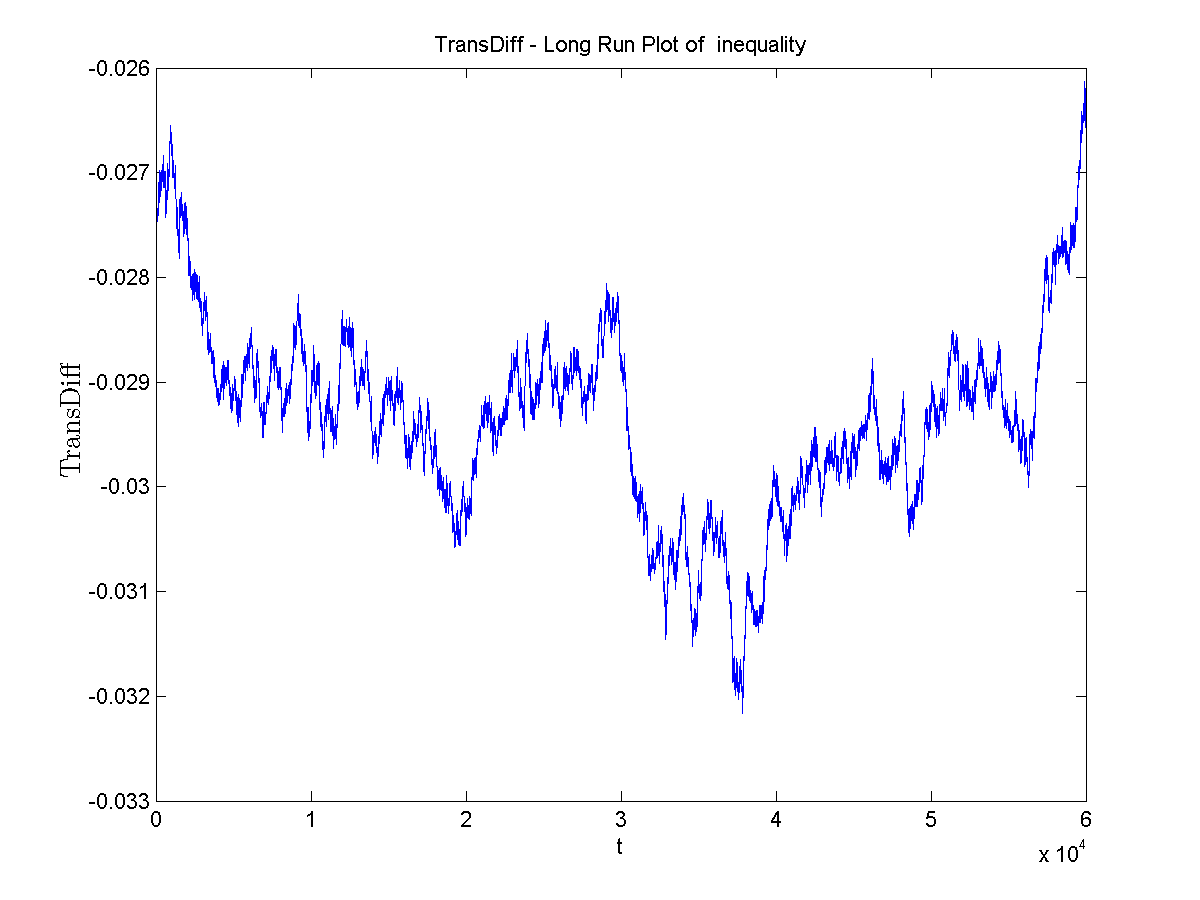 TransDiff - Long Run Plot of  inequality
-0.026
-0.027
-0.028
-0.029
-0.03
-0.031
-0.032
-0.033
TransDiff
0 1 2 3 4 5 6
t
x 10^4